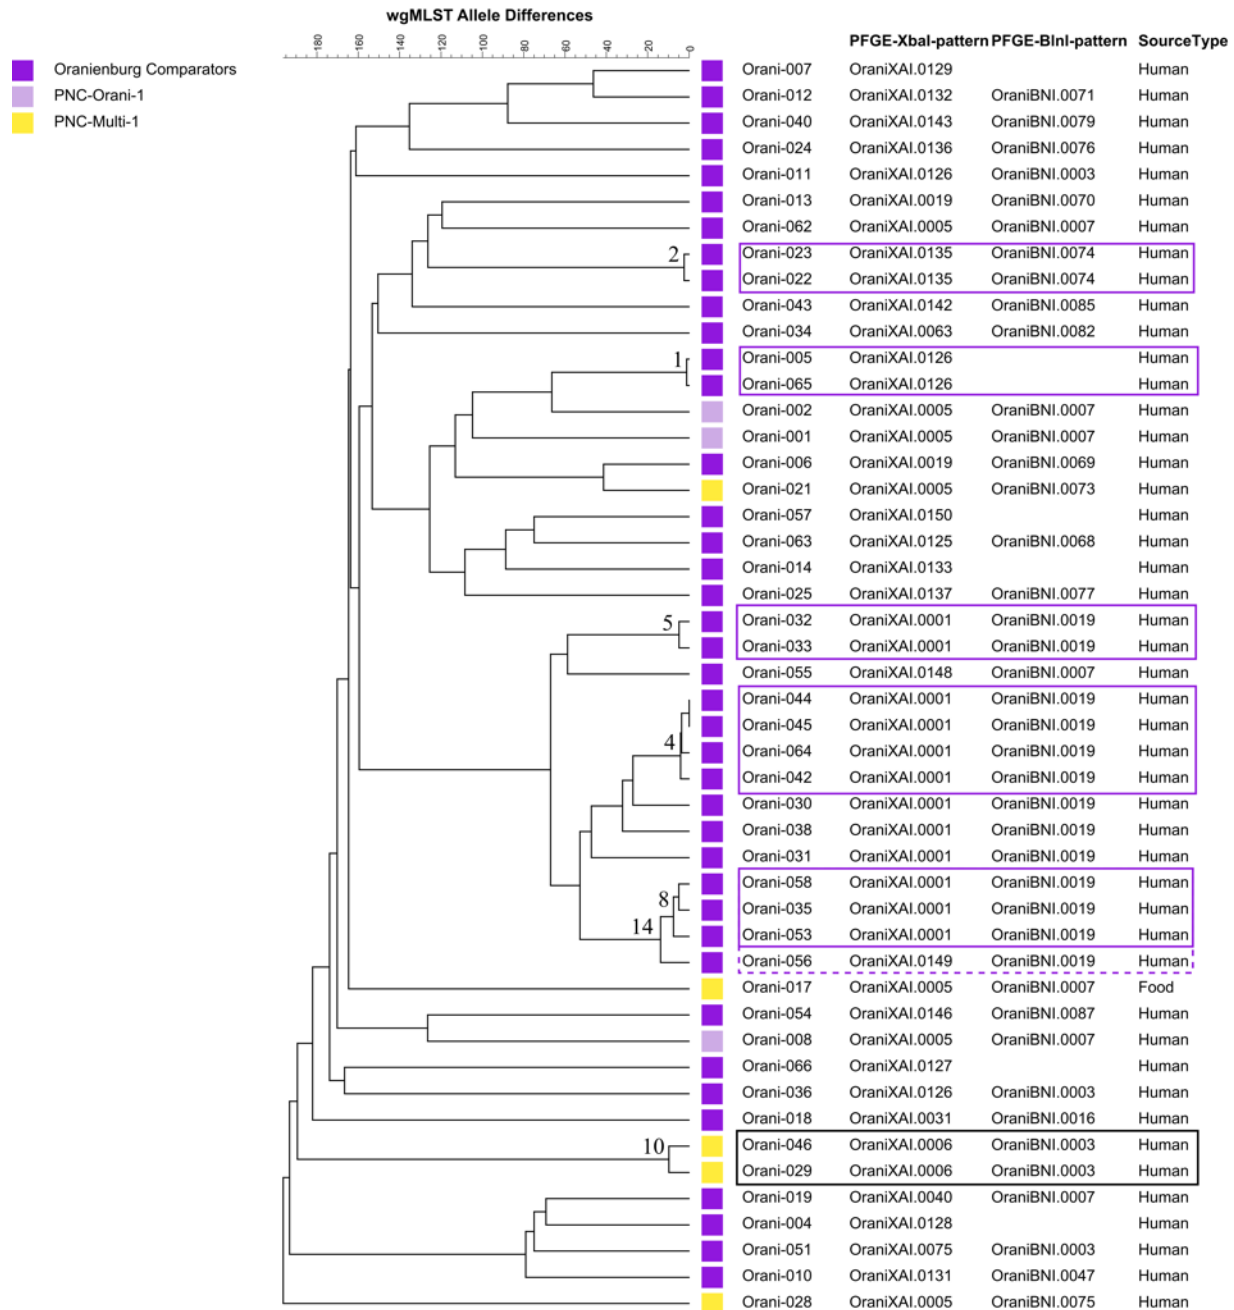 wgMLST Allele Differences
180 160 140 120 100 80 60 40 20 0
PFGE-XbaI-pattern PFGE-BlnI-pattern SourceType
Oranienburg Comparators
PNC-Orani-1
PNC-Multi-1
Orani-007 OraniXAI.0129 Human
Orani-012 OraniXAI.0132 OraniBNI.0071 Human
Orani-040 OraniXAI.0143 OraniBNI.0079 Human
Orani-024 OraniXAI.0136 OraniBNI.0076 Human
Orani-011 OraniXAI.0126 OraniBNI.0003 Human
Orani-013 OraniXAI.0019 OraniBNI.0070 Human
Orani-062 OraniXAI.0005 OraniBNI.0007 Human
2 Orani-023 OraniXAI.0135 OraniBNI.0074 Human
Orani-022 OraniXAI.0135 OraniBNI.0074 Human
Orani-043 OraniXAI.0142 OraniBNI.0085 Human
Orani-034 OraniXAI.0063 OraniBNI.0082 Human
1 Orani-005 OraniXAI.0126 Human
Orani-065 OraniXAI.0126 Human
Orani-002 OraniXAI.0005 OraniBNI.0007 Human
Orani-001 OraniXAI.0005 OraniBNI.0007 Human
Orani-006 OraniXAI.0019 OraniBNI.0069 Human
Orani-021 OraniXAI.0005 OraniBNI.0073 Human
Orani-057 OraniXAI.0150 Human
Orani-063 OraniXAI.0125 OraniBNI.0068 Human
Orani-014 OraniXAI.0133 Human
Orani-025 OraniXAI.0137 OraniBNI.0077 Human
5 Orani-032 OraniXAI.0001 OraniBNI.0019 Human
Orani-033 OraniXAI.0001 OraniBNI.0019 Human
Orani-055 OraniXAI.0148 OraniBNI.0007 Human
Orani-044 OraniXAI.0001 OraniBNI.0019 Human
Orani-045 OraniXAI.0001 OraniBNI.0019 Human
4 Orani-064 OraniXAI.0001 OraniBNI.0019 Human
Orani-042 OraniXAI.0001 OraniBNI.0019 Human
Orani-030 OraniXAI.0001 OraniBNI.0019 Human
Orani-038 OraniXAI.0001 OraniBNI.0019 Human
Orani-031 OraniXAI.0001 OraniBNI.0019 Human
Orani-058 OraniXAI.0001 OraniBNI.0019 Human
8 Orani-035 OraniXAI.0001 OraniBNI.0019 Human
14 Orani-053 OraniXAI.0001 OraniBNI.0019 Human
Orani-056 OraniXAI.0149 OraniBNI.0019 Human
Orani-017 OraniXAI.0005 OraniBNI.0007 Food
Orani-054 OraniXAI.0146 OraniBNI.0087 Human
Orani-008 OraniXAI.0005 OraniBNI.0007 Human
Orani-066 OraniXAI.0127 Human
Orani-036 OraniXAI.0126 OraniBNI.0003 Human
Orani-018 OraniXAI.0031 OraniBNI.0016 Human
10 Orani-046 OraniXAI.0006 OraniBNI.0003 Human
Orani-029 OraniXAI.0006 OraniBNI.0003 Human
Orani-019 OraniXAI.0040 OraniBNI.0007 Human
Orani-004 OraniXAI.0128 Human
Orani-051 OraniXAI.0075 OraniBNI.0003 Human
Orani-010 OraniXAI.0131 OraniBNI.0047 Human
Orani-028 OraniXAI.0005 OraniBNI.0075 Human